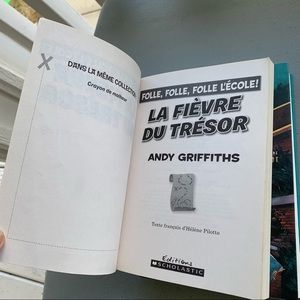 DANS LA MÊME COLLECTION
Crayon de malheur
FOLLE, FOLLE, FOLLE L'ÉCOLE!
LA FIÈVRE
DU TRÉSOR
ANDY GRIFFITHS
Texte français d'Hélène Pilotto
Éditions
SCHOLASTIC